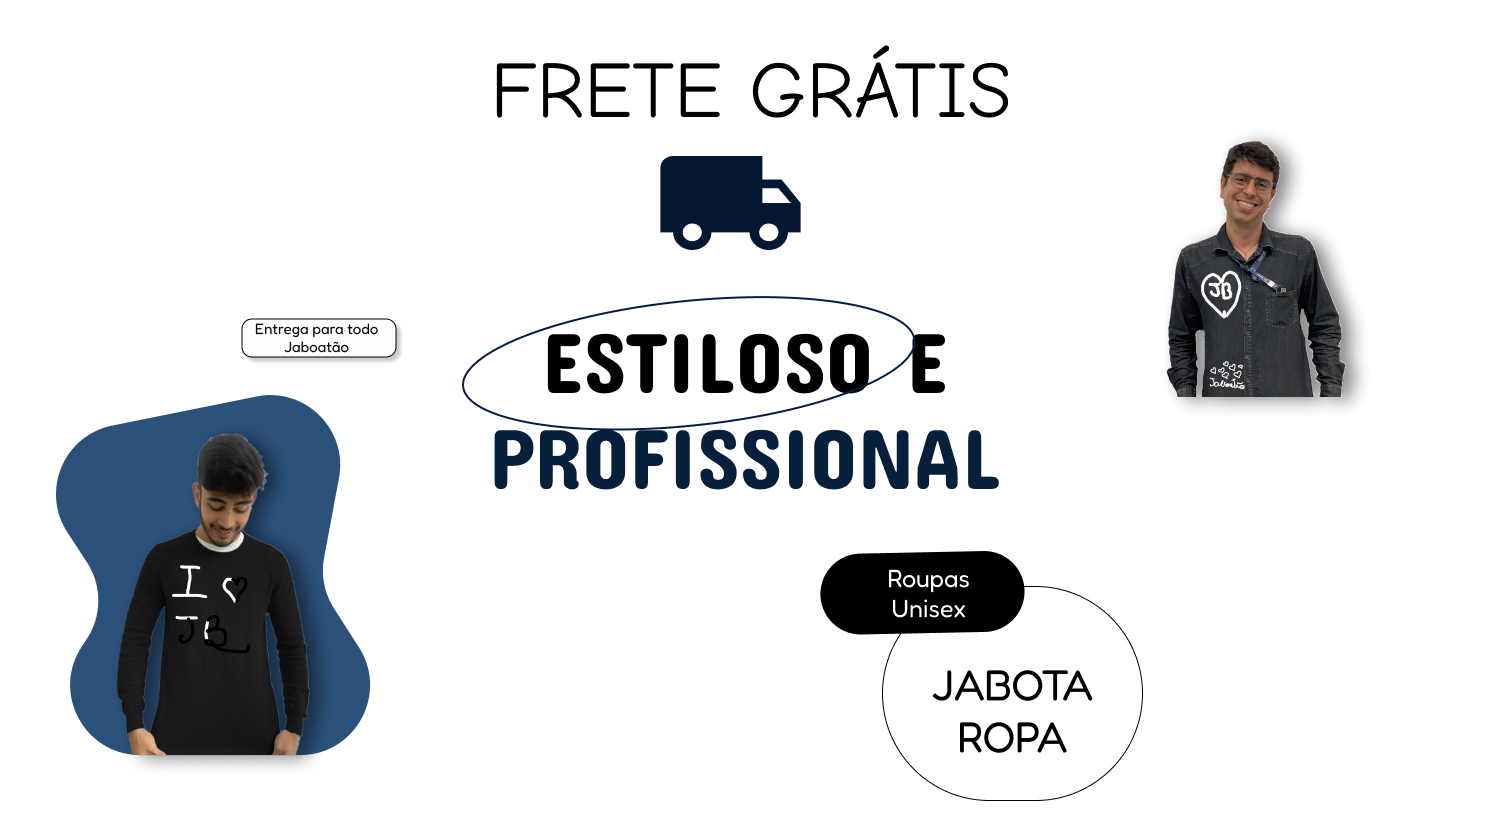 FRETE GRÁTIS
Entrega para todo
Jaboatão
ESTILOSO E
PROFISSIONAL
JB
Jaboatão
I
JB
Roupas
Unisex
JABOTA
ROPA